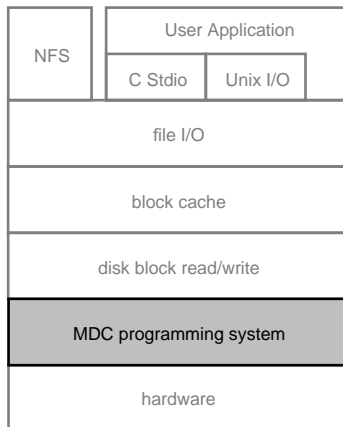 NFS
User Application
C Stdio
Unix I/O
file I/O
block cache
disk block read/write
MDC programming system
hardware